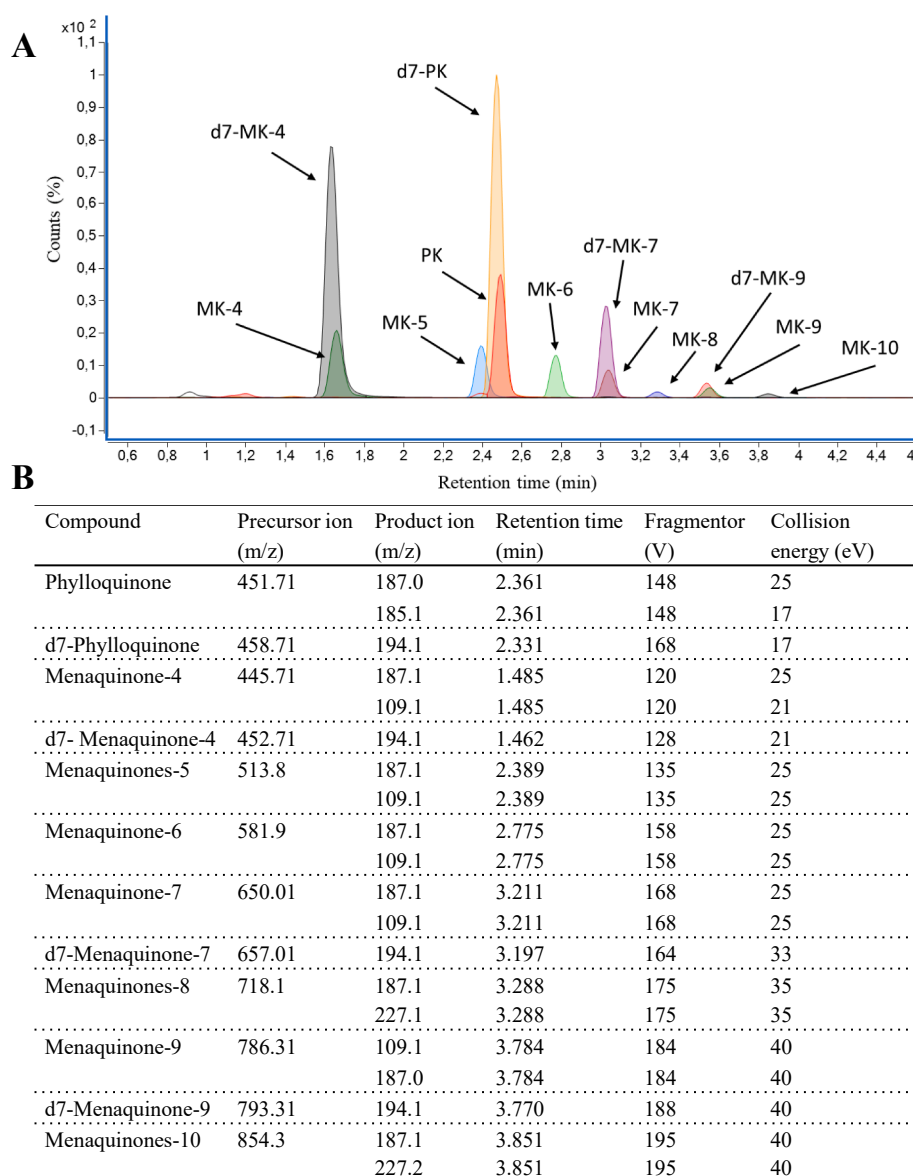 A
x10 2
1,1
1
0,9
0,8
0,7
0,6
0,5
0,4
0,3
0,2
0,1
0
-0,1
Counts (%)
d7-PK
d7-MK-4
PK
d7-MK-7
MK-6
d7-MK-9
MK-4
MK-5
MK-7
MK-8
MK-9
MK-10
0,6 0,8 1 1,2 1,4 1,6 1,8 2 2,2 2,4 2,6 2,8 3 3,2 3,4 3,6 3,8 4 4,2 4,4 4,6
Retention time (min)
B
Compound Precursor ion Product ion Retention time Fragmentor Collision
(m/z) (m/z) (min) (V) energy (eV)
Phylloquinone 451.71 187.0 2.361 148 25
185.1 2.361 148 17
d7-Phylloquinone 458.71 194.1 2.331 168 17
Menaquinone-4 445.71 187.1 1.485 120 25
109.1 1.485 120 21
d7- Menaquinone-4 452.71 194.1 1.462 128 21
Menaquinones-5 513.8 187.1 2.389 135 25
109.1 2.389 135 25
Menaquinone-6 581.9 187.1 2.775 158 25
109.1 2.775 158 25
Menaquinone-7 650.01 187.1 3.211 168 25
109.1 3.211 168 25
d7-Menaquinone-7 657.01 194.1 3.197 164 33
Menaquinones-8 718.1 187.1 3.288 175 35
227.1 3.288 175 35
Menaquinone-9 786.31 109.1 3.784 184 40
187.0 3.784 184 40
d7-Menaquinone-9 793.31 194.1 3.770 188 40
Menaquinones-10 854.3 187.1 3.851 195 40
227.2 3.851 195 40